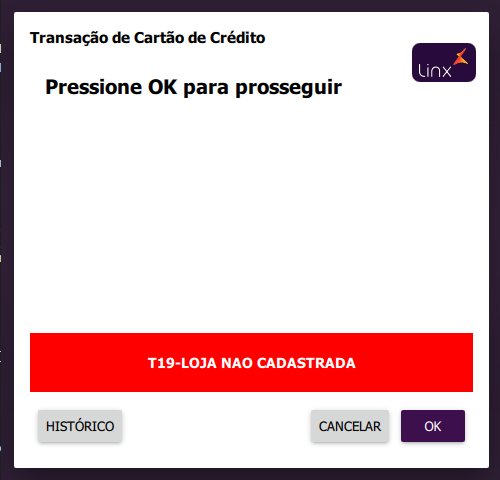 Transação de Cartão de Crédito
linx
Pressione OK para prosseguir
T19-LOJA NAO CADASTRADA
HISTÓRICO
CANCELAR
OK